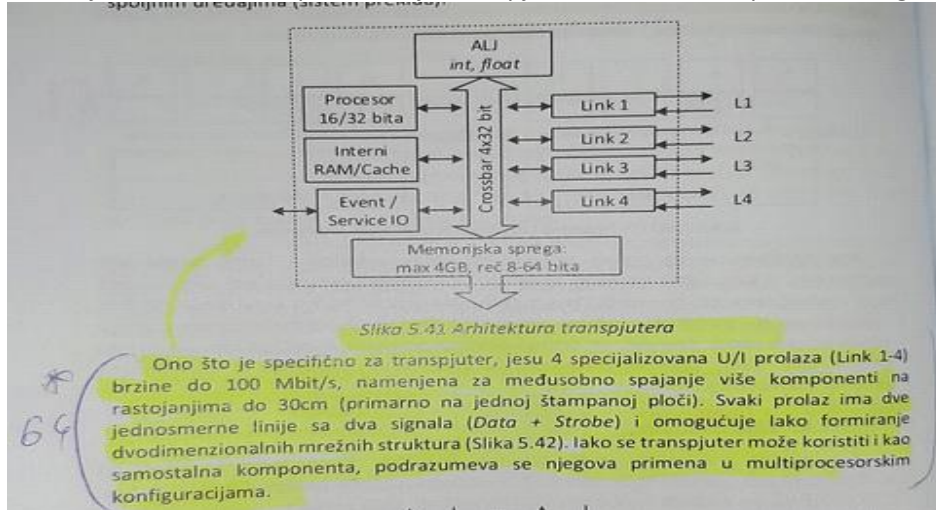 spoljnim uređajima (sistem prekida).
ALJ
int, float
Procesor
16/32 bita
Interni
RAM/Cache
Event /
Service IO
Crossbar 4x32 bit
Link 1
L1
Link 2
L2
Link 3
L3
Link 4
L4
Memorijska sprega:
max 4GB, reč 8-64 bita
Slika 5.41 Arhitektura transpjutera
Ono što je specifično za transpjuter, jesu 4 specijalizovana U/I prolaza (Link 1-4)
brzine do 100 Mbit/s, namenjena za međusobno spajanje više komponenti na
rastojanjima do 30cm (primarno na jednoj štampanoj ploči). Svaki prolaz ima dve
jednosmerne linije sa dva signala (Data + Strobe) i omogućuje lako formiranje
dvodimenzionalnih mrežnih struktura (Slika 5.42). Iako se transpjuter može koristiti i kao
samostalna komponenta, podrazumeva se njegova primena u multiprocesorskim
konfiguracijama.
* 64